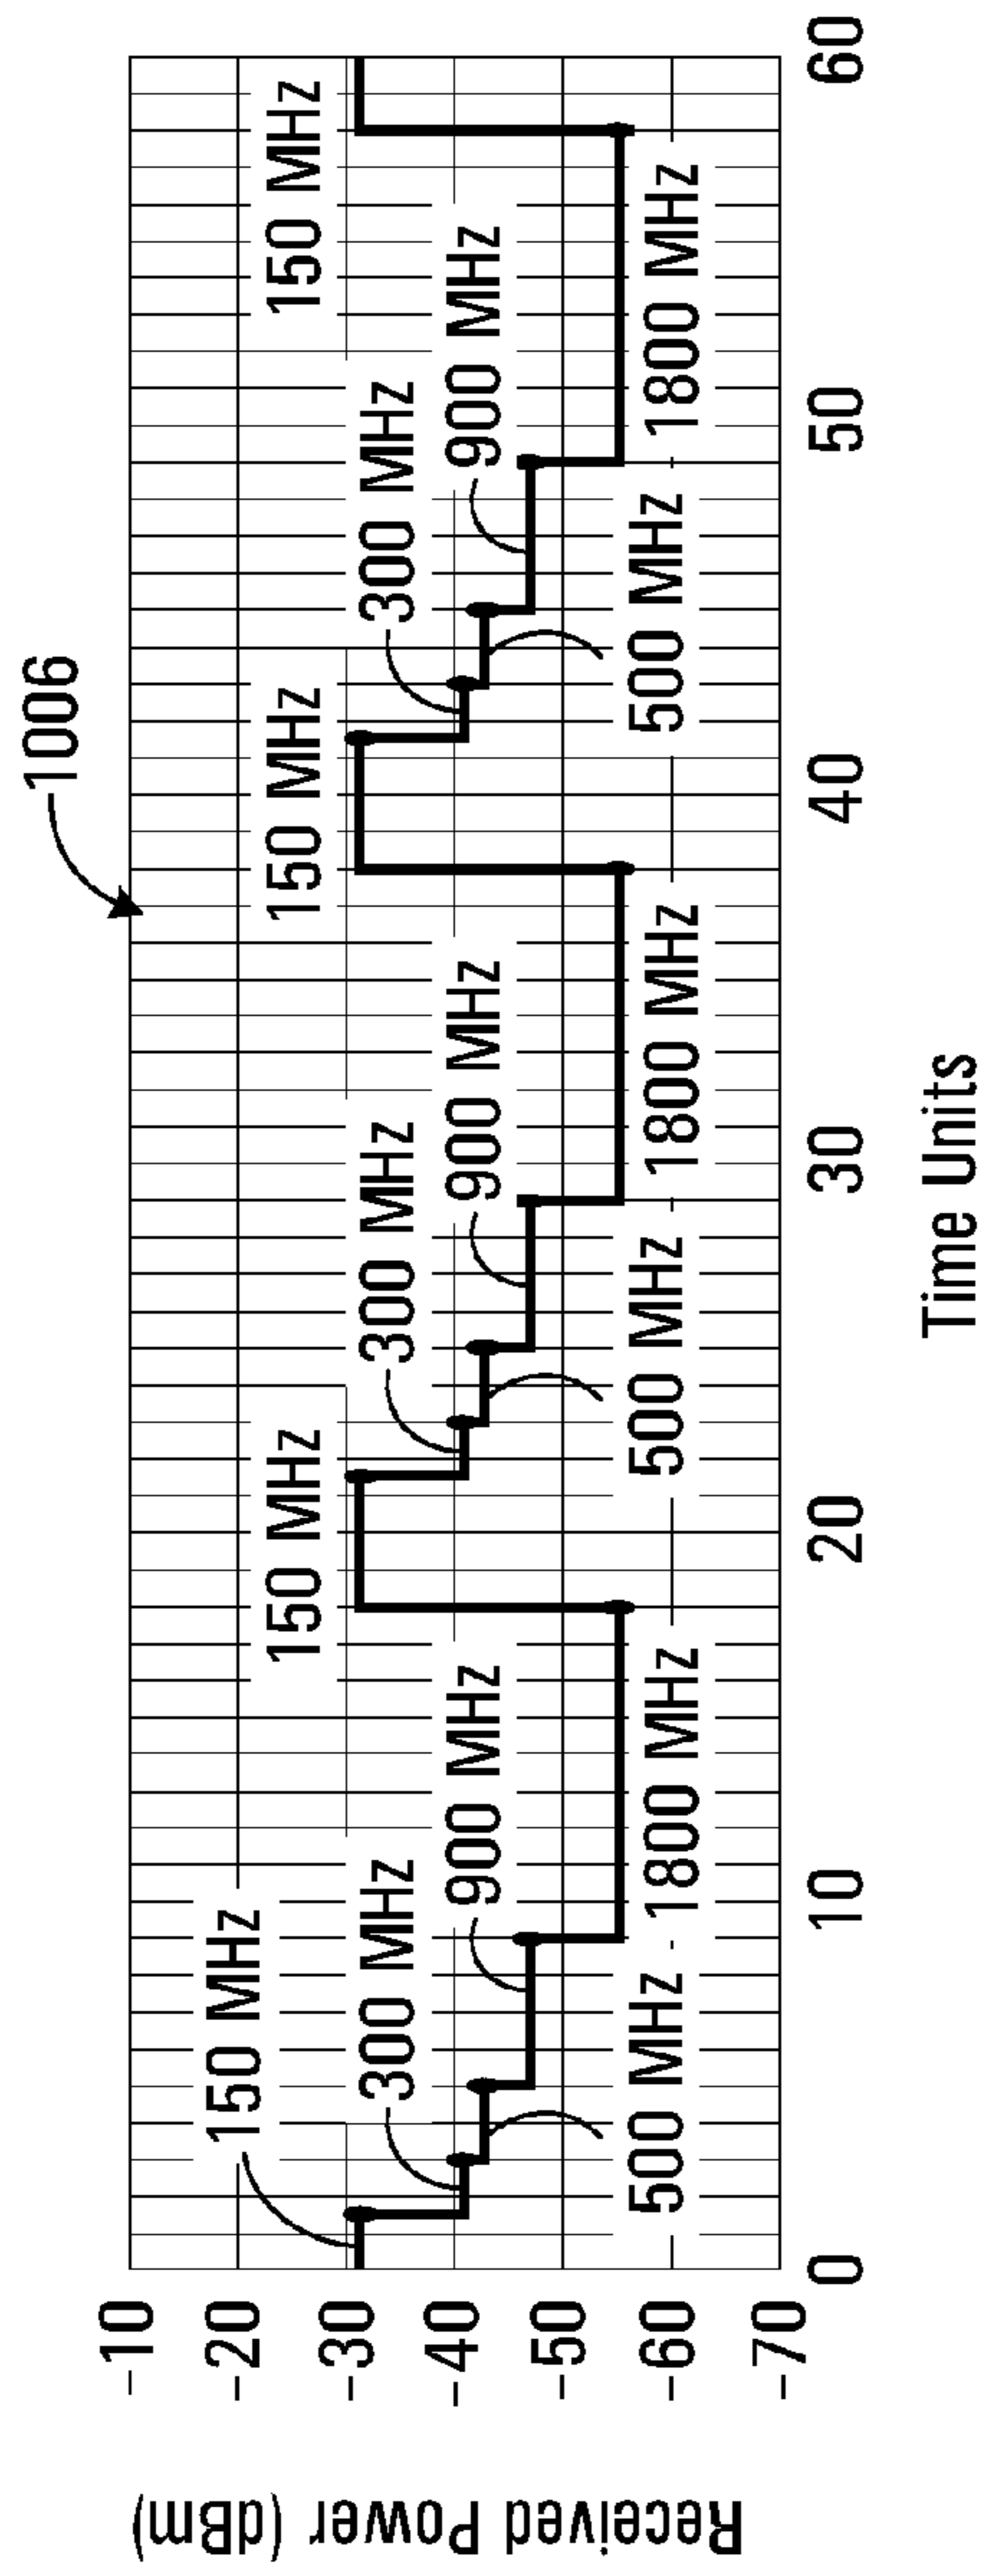 1006
150 MHz
150 MHz
150 MHz
150 MHz
300 MHz
300 MHz
300 MHz
900 MHz
900 MHz
900 MHz
500 MHz
1800 MHz
500 MHz
1800 MHz
500 MHz
1800 MHz
-10
-20
-30
-40
-50
-60
-70
Received Power (dBm)
0
10
20
30
40
50
60
Time Units